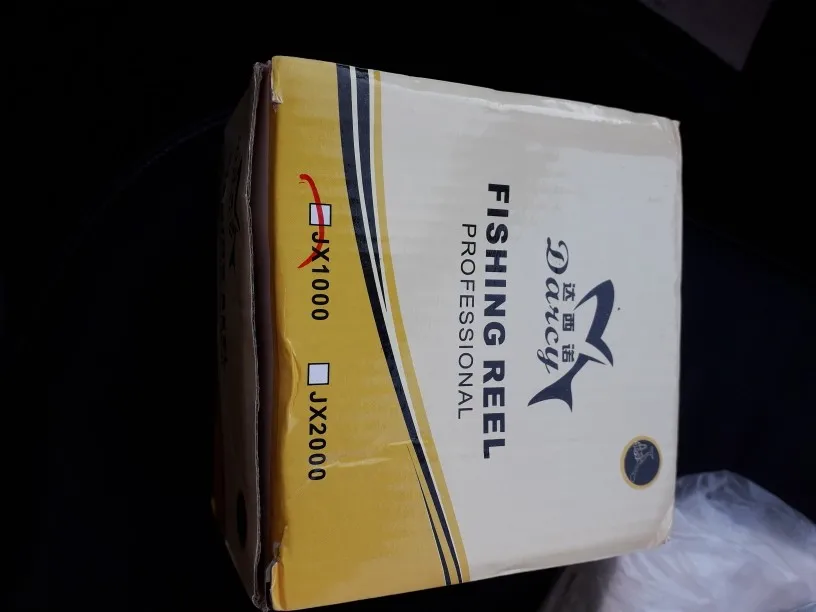 达西诺
Darcy
FISHING REEL
PROFESSIONAL
JX1000
JX2000